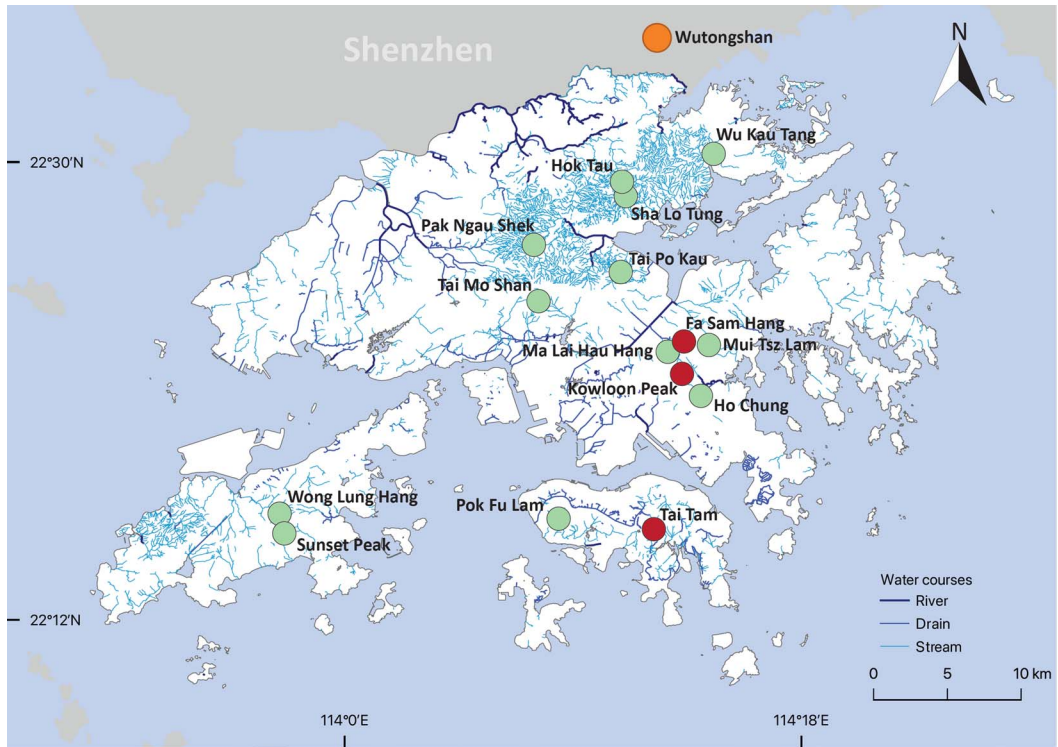 Wutongshan
N
Shenzhen
Wu Kau Tang
22°30′N
Hok Tau
Sha Lo Tung
Pak Ngau Shek
Tai Po Kau
Tai Mo Shan
Fa Sam Hang
Ma Lai Hau Hang
Mui Tsz Lam
Kowloon Peak
Ho Chung
Wong Lung Hang
Pok Fu Lam
Tai Tam
Sunset Peak
Water courses
River
22°12′N
Drain
Stream
0 5 10 km
114°0′E
114°18′E